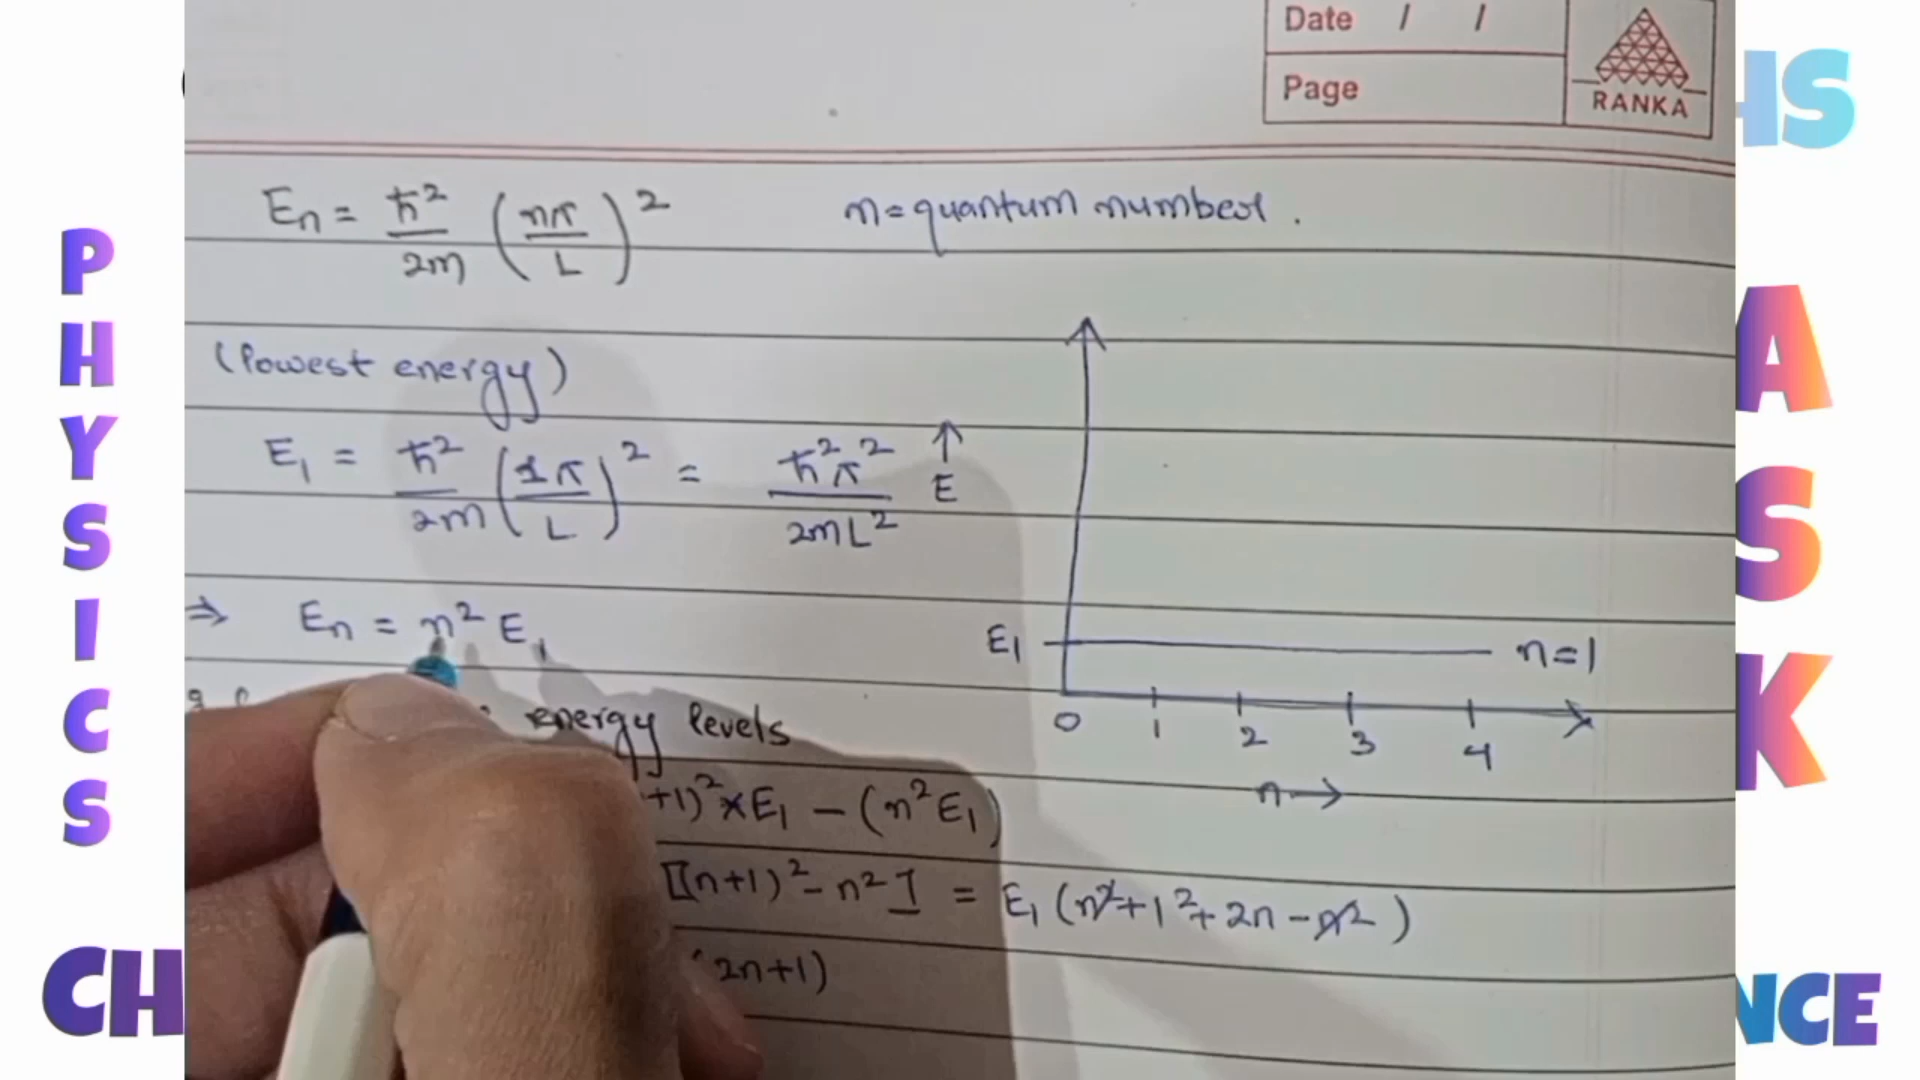 Date / /
Page
RANKA
Eₙ = ħ²/2m (nπ/L)² n = quantum number .
(lowest energy)
E₁ = ħ²/2m (1π/L)² = ħ²π²/2mL²
↑
E
⇒ Eₙ = n² E₁
energy levels
+1)² × E₁ − (n² E₁)
[(n+1)² − n²] = E₁ (n² + 1² + 2n − n²)
(2n+1)
E₁ n=1
0 1 2 3 4
n →
PHYSICS
HS
ASK
CH
NCE